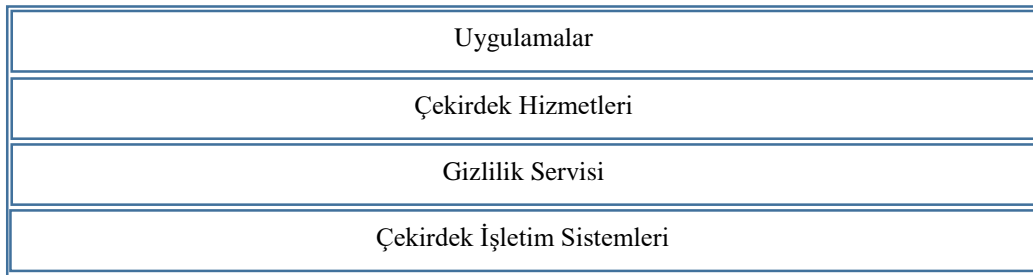 Uygulamalar
Çekirdek Hizmetleri
Gizlilik Servisi
Çekirdek İşletim Sistemleri